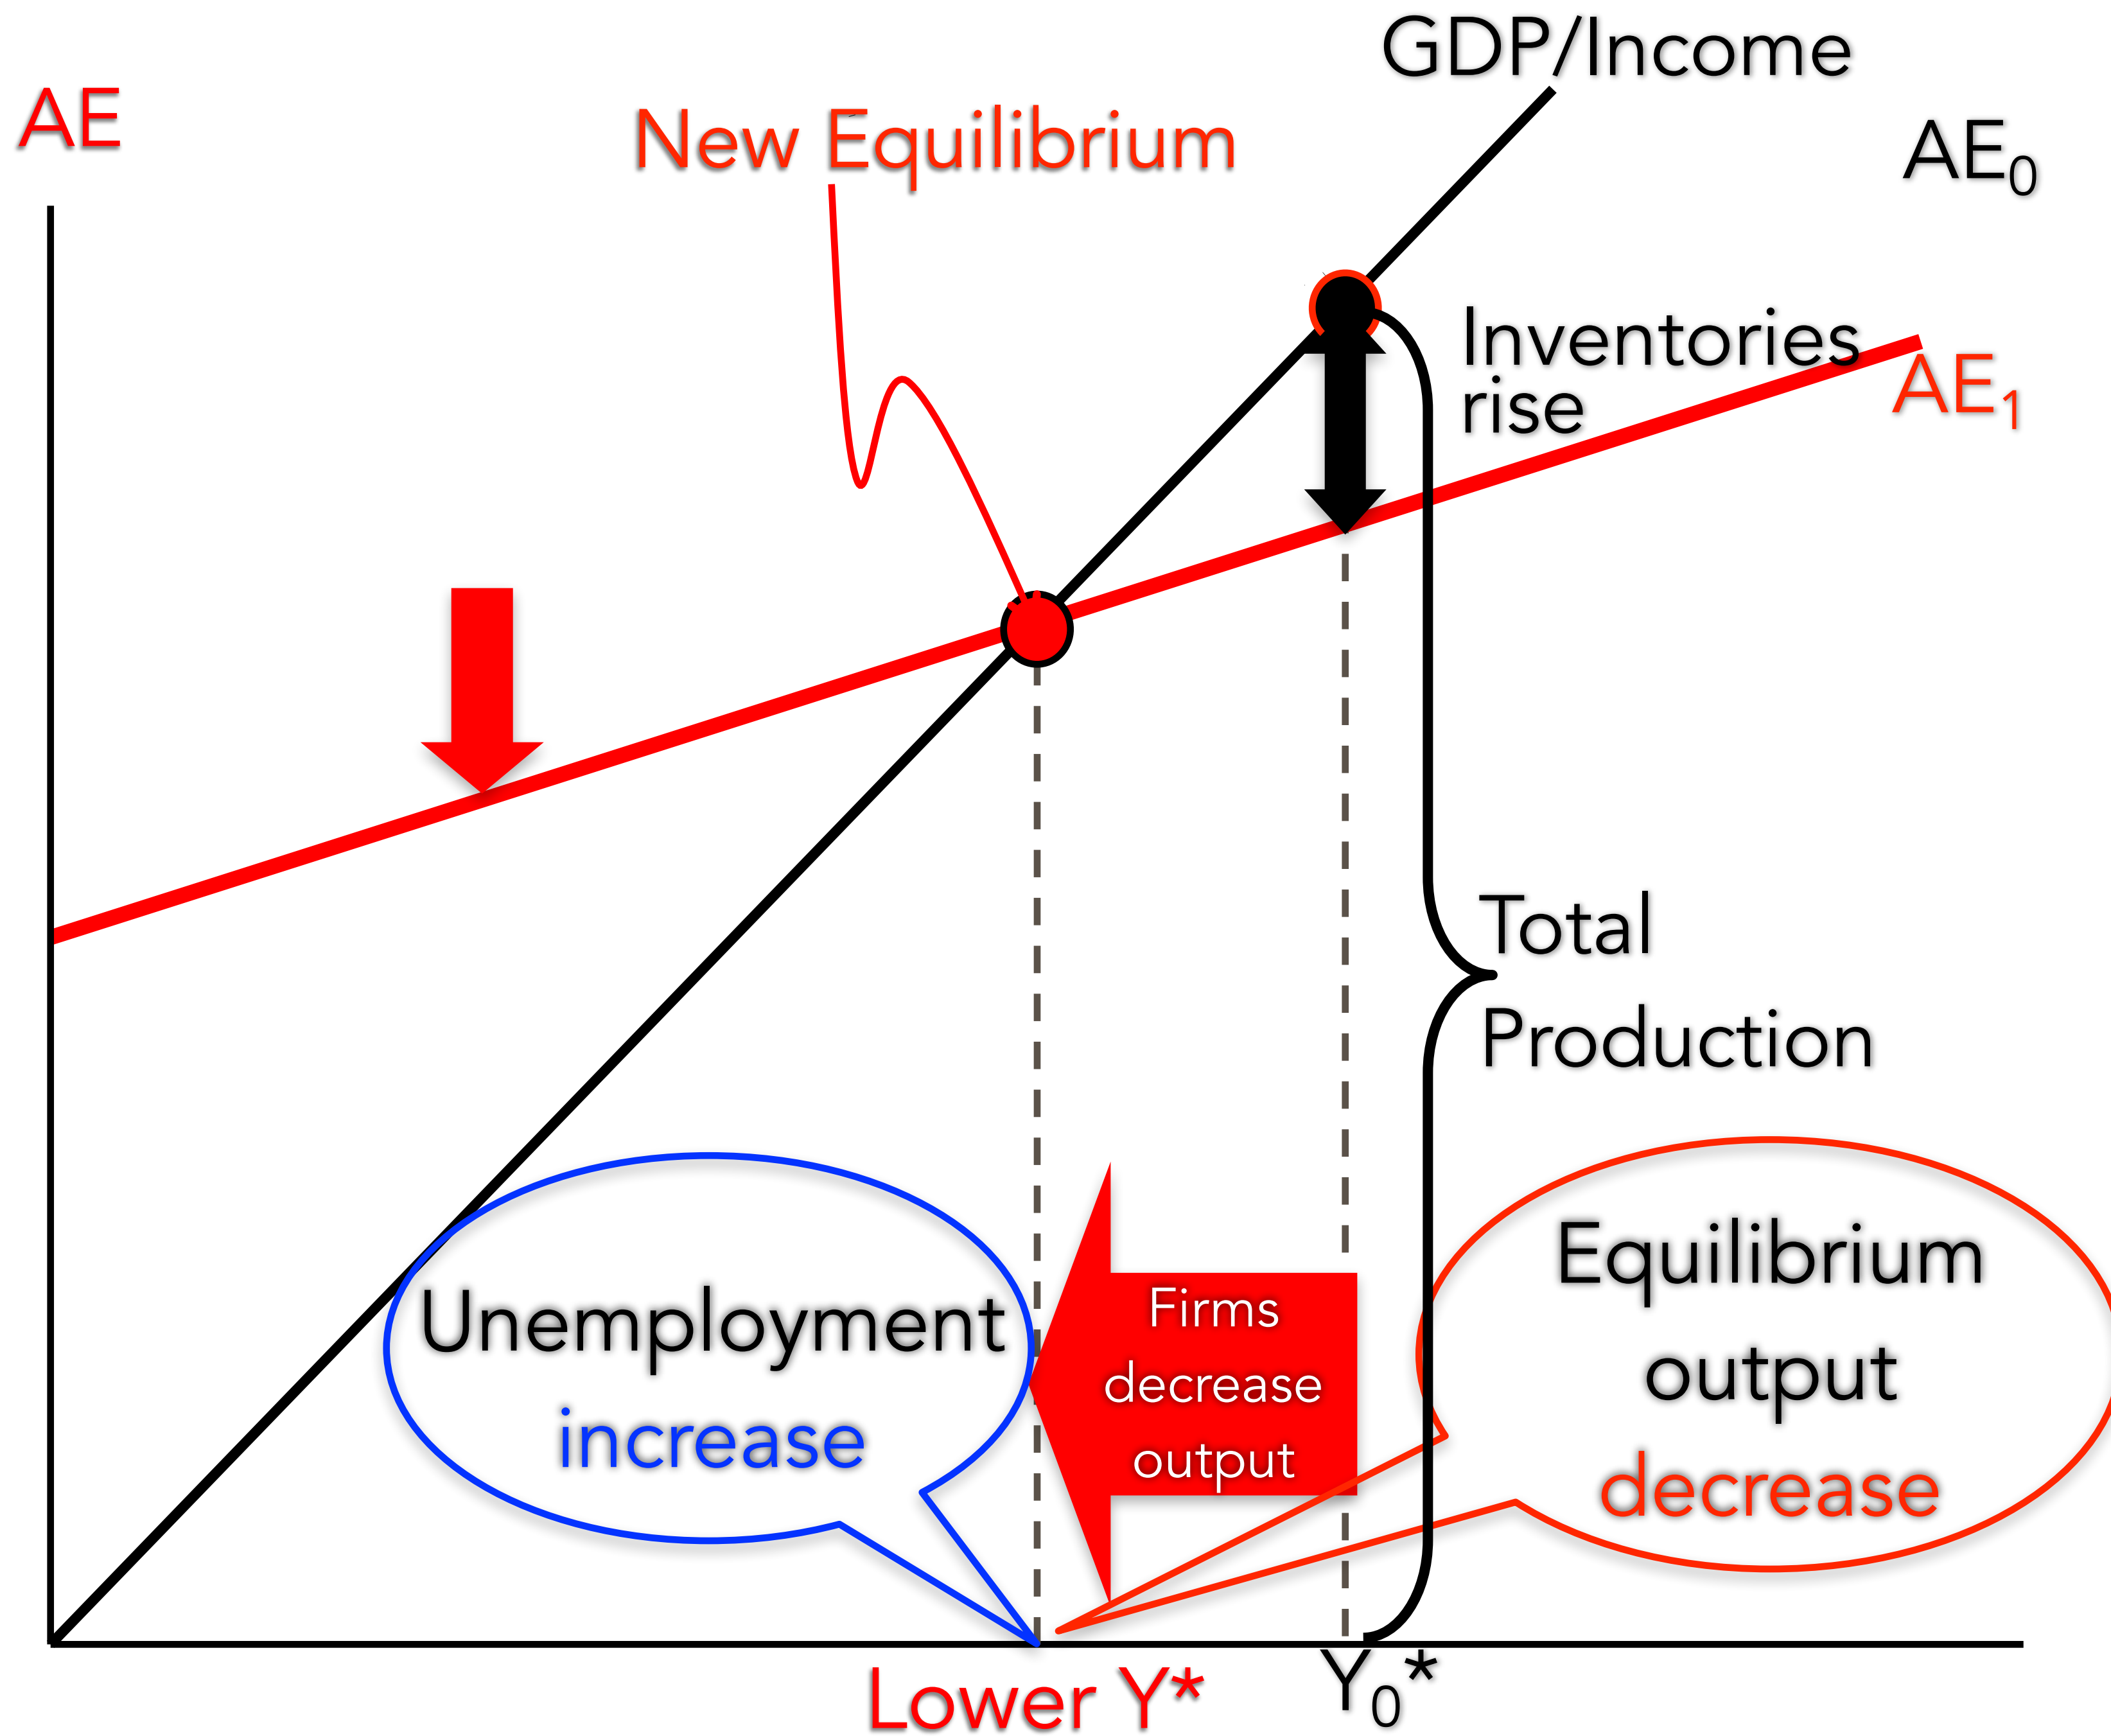 GDP/Income
AE
New Equilibrium
AE₀
Inventories
rise
AE₁
Total
Production
Unemployment
increase
Firms
decrease
output
Equilibrium
output
decrease
Lower Y*
Y₀*